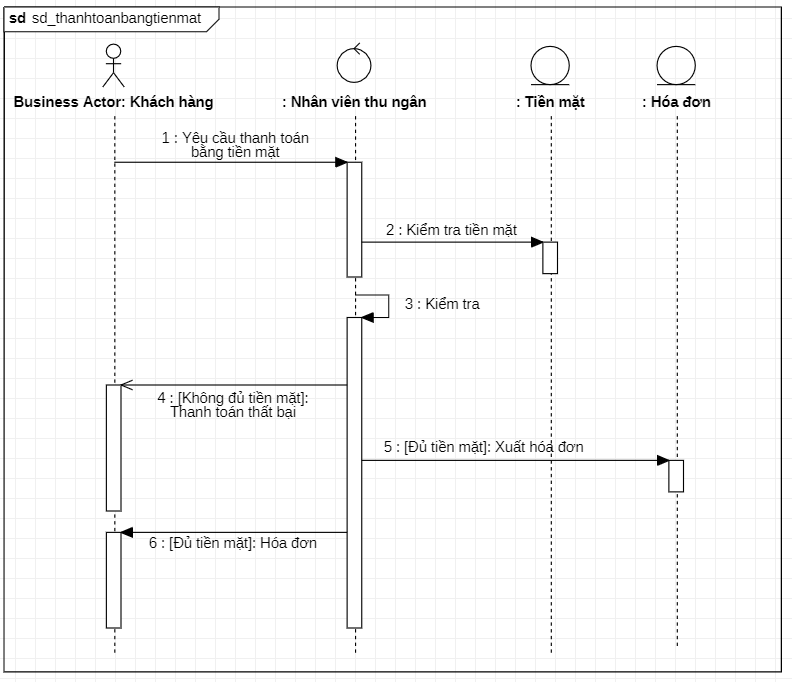 sd sd_thanhtoanbangtienmat
Business Actor: Khách hàng
: Nhân viên thu ngân
: Tiền mặt
: Hóa đơn
1 : Yêu cầu thanh toán
bằng tiền mặt
2 : Kiểm tra tiền mặt
3 : Kiểm tra
4 : [Không đủ tiền mặt]:
Thanh toán thất bại
5 : [Đủ tiền mặt]: Xuất hóa đơn
6 : [Đủ tiền mặt]: Hóa đơn